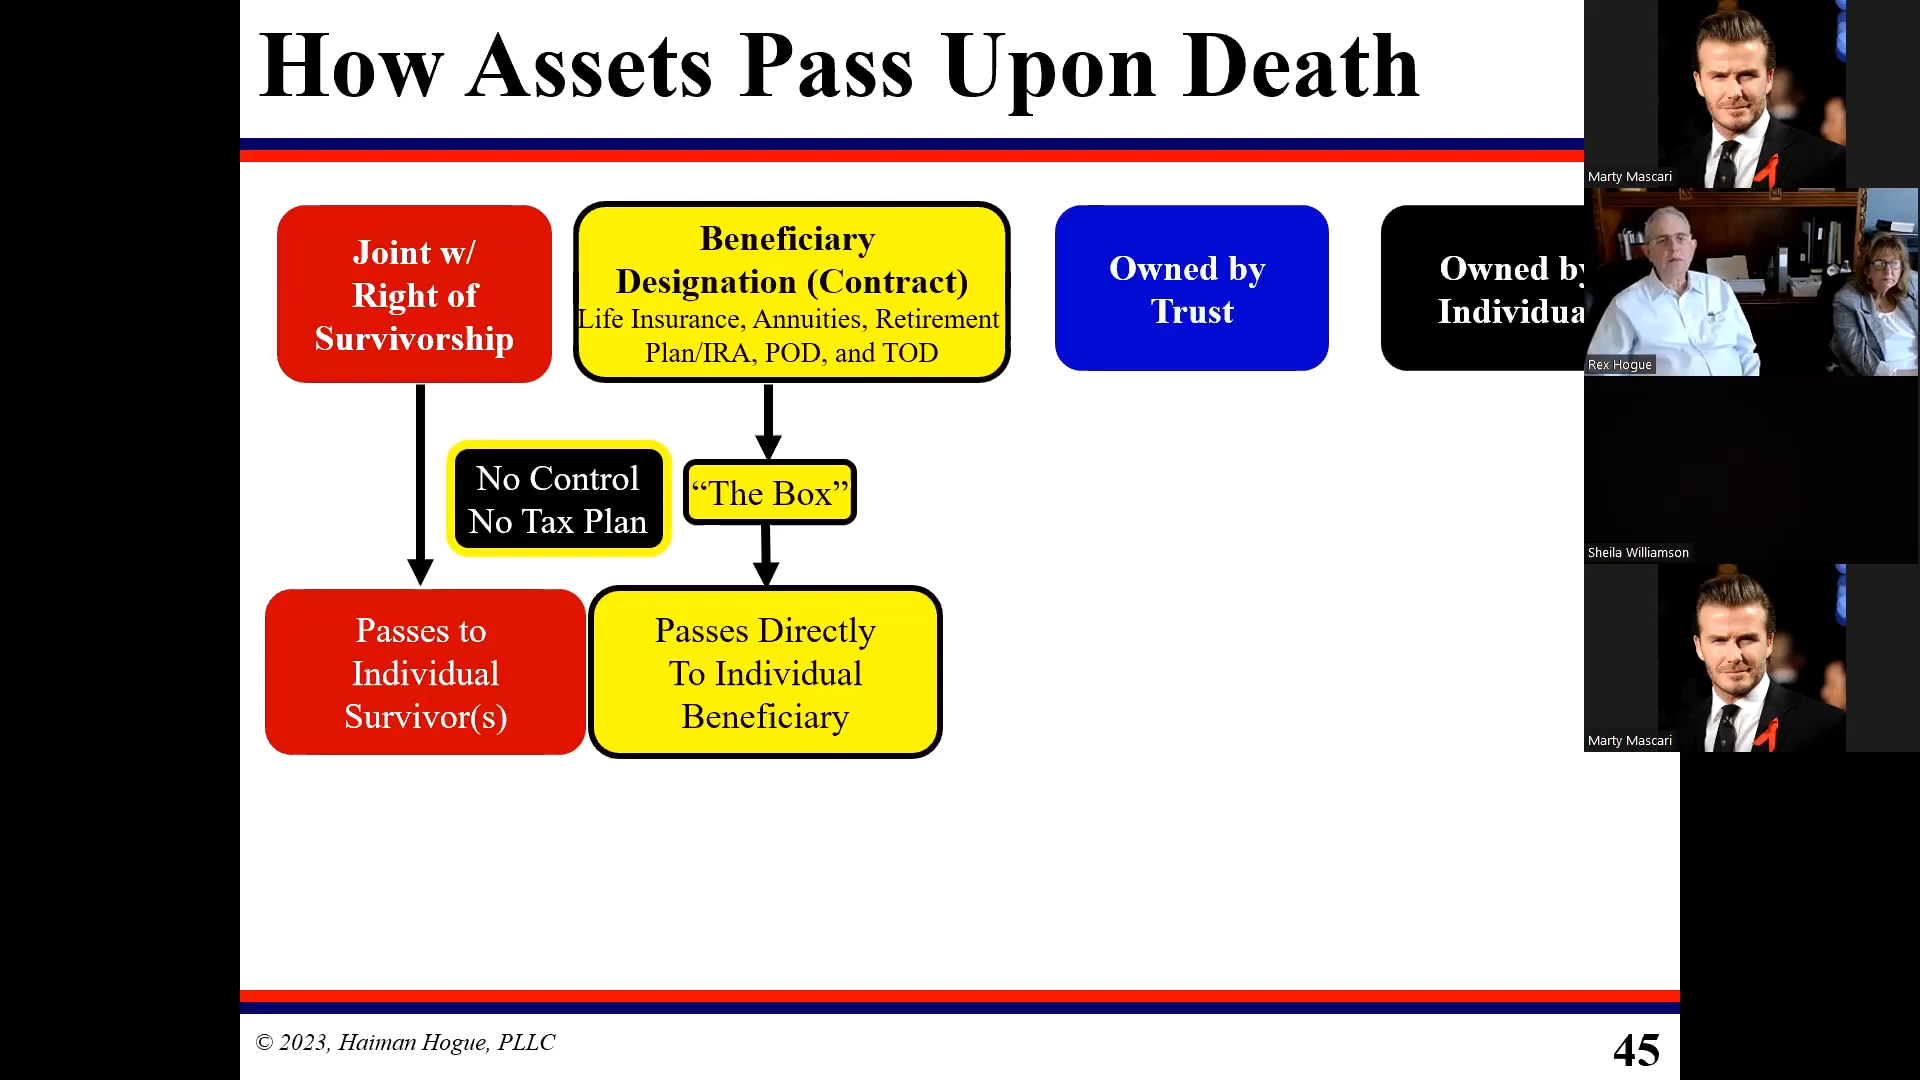 How Assets Pass Upon Death
Joint w/
Right of
Survivorship
Beneficiary
Designation (Contract)
Life Insurance, Annuities, Retirement
Plan/IRA, POD, and TOD
Owned by
Trust
Owned by
Individua
No Control
No Tax Plan
“The Box”
Passes to
Individual
Survivor(s)
Passes Directly
To Individual
Beneficiary
© 2023, Haiman Hogue, PLLC
45
Marty Mascari
Rex Hogue
Sheila Williamson
Marty Mascari